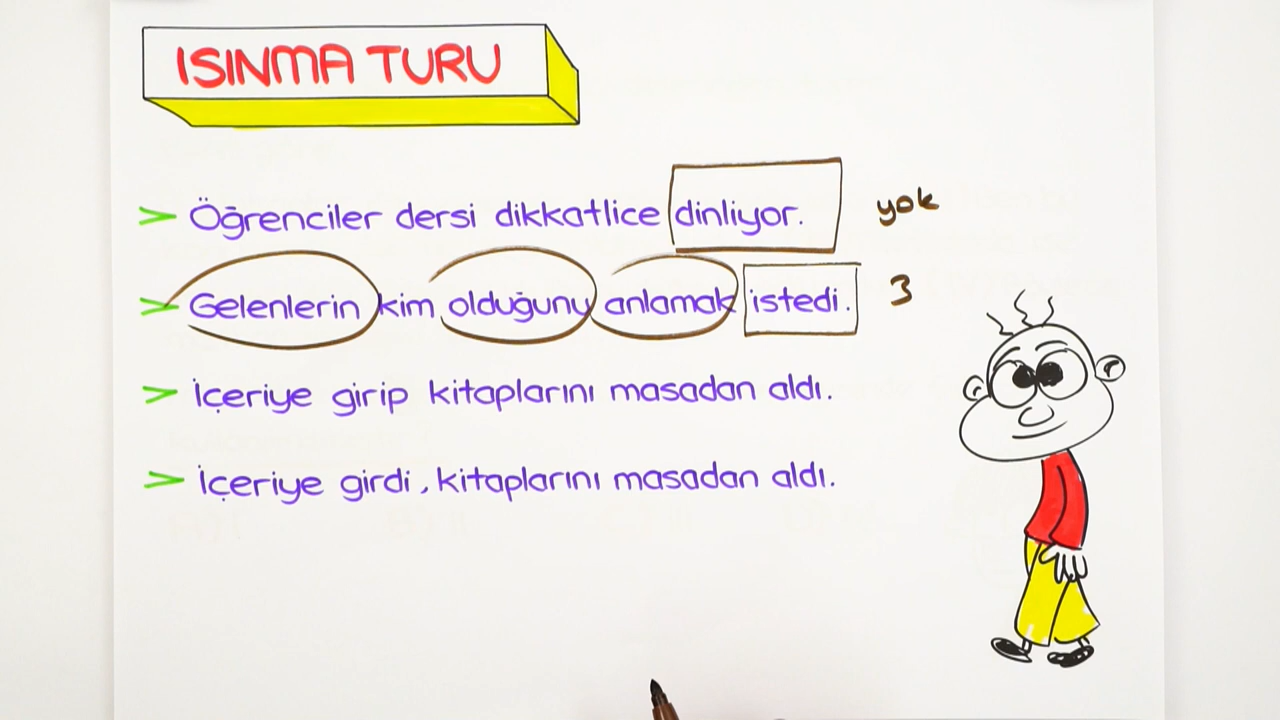 ISINMA TURU
> Öğrenciler dersi dikkatlice dinliyor. yok
> Gelenlerin kim olduğunu anlamak istedi. 3
> İçeriye girip kitaplarını masadan aldı.
> İçeriye girdi, kitaplarını masadan aldı.